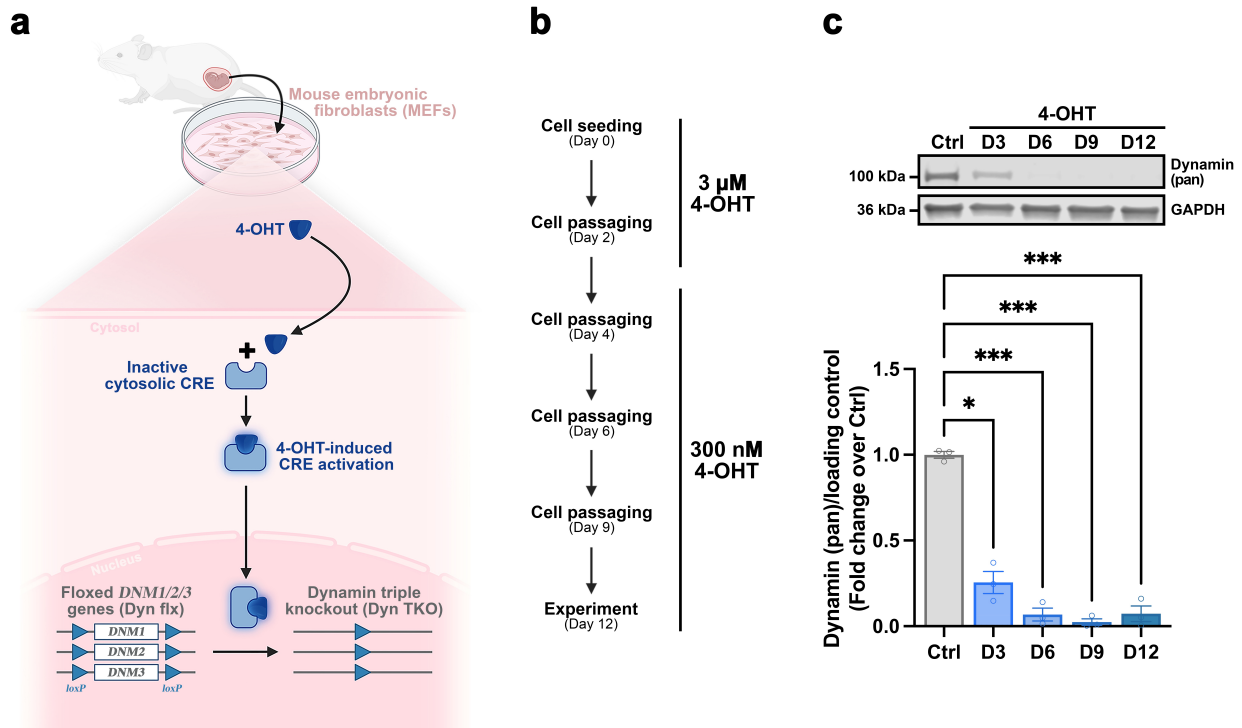 a
Mouse embryonic
fibroblasts (MEFs)
4-OHT
Cytosol
Inactive
cytosolic CRE
4-OHT-induced
CRE activation
Nucleus
Floxed DNM1/2/3
genes (Dyn flx)
Dynamin triple
knockout (Dyn TKO)
DNM1
DNM2
DNM3
loxP loxP
b
Cell seeding
(Day 0)
Cell passaging
(Day 2)
Cell passaging
(Day 4)
Cell passaging
(Day 6)
Cell passaging
(Day 9)
Experiment
(Day 12)
3 µM
4-OHT
300 nM
4-OHT
c
4-OHT
Ctrl D3 D6 D9 D12
100 kDa
Dynamin
(pan)
36 kDa
GAPDH
***
***
***
*
Dynamin (pan)/loading control
(Fold change over Ctrl)
1.5
1.0
0.5
0.0
Ctrl D3 D6 D9 D12